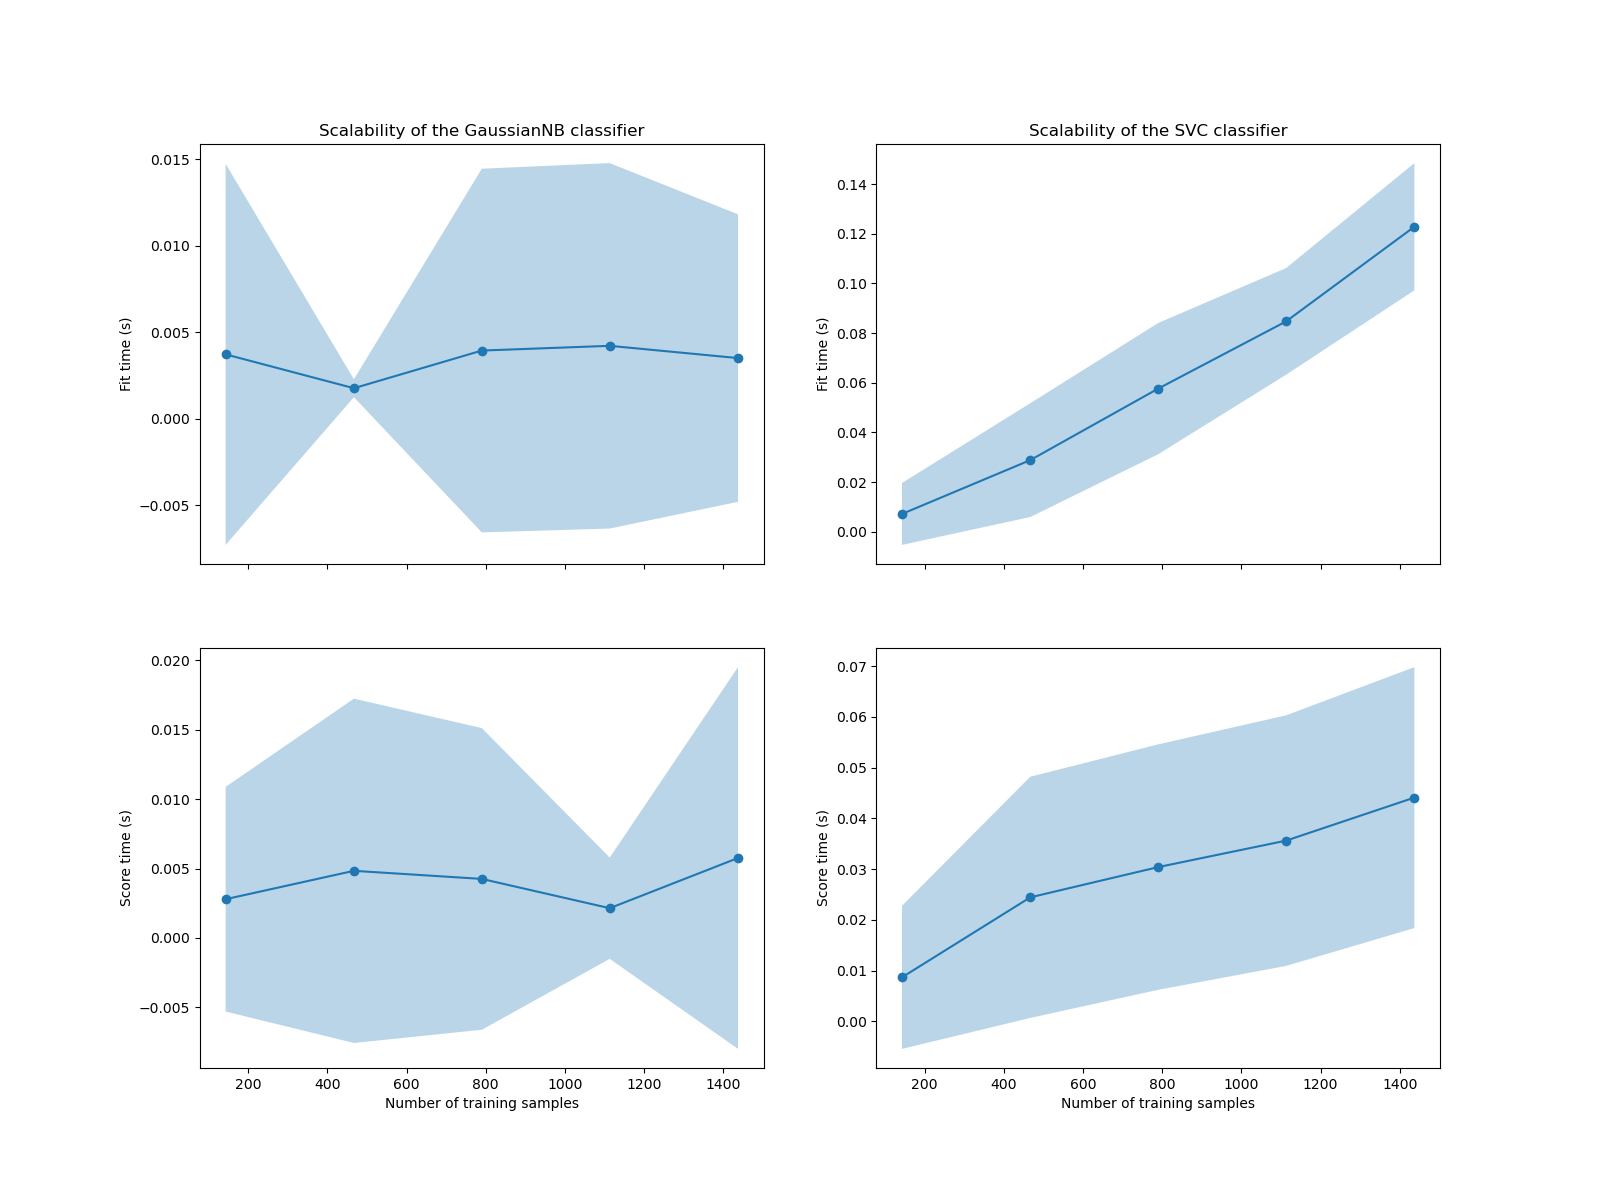 Scalability of the GaussianNB classifier
0.015
0.010
0.005
0.000
−0.005
Fit time (s)
Scalability of the SVC classifier
0.14
0.12
0.10
0.08
0.06
0.04
0.02
0.00
Fit time (s)
0.020
0.015
0.010
0.005
0.000
−0.005
Score time (s)
200 400 600 800 1000 1200 1400
Number of training samples
0.07
0.06
0.05
0.04
0.03
0.02
0.01
0.00
Score time (s)
200 400 600 800 1000 1200 1400
Number of training samples